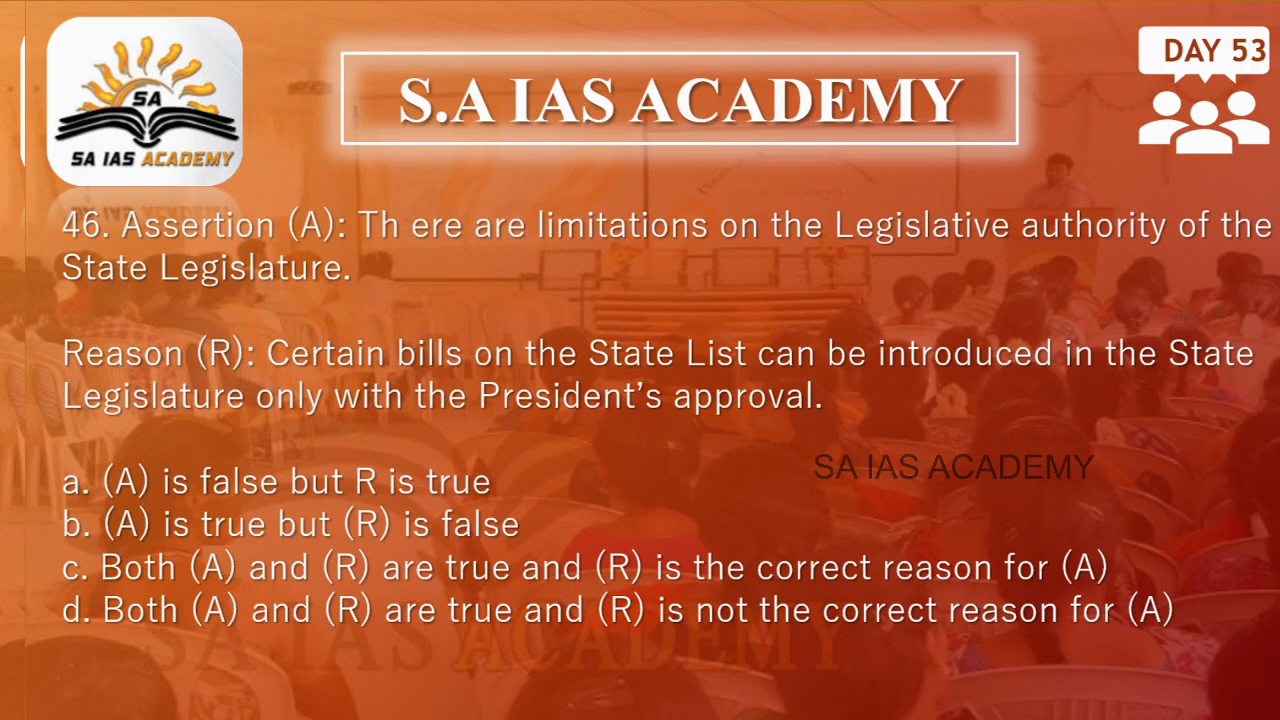 DAY 53
S.A IAS ACADEMY
SA
SA IAS ACADEMY
46. Assertion (A): Th ere are limitations on the Legislative authority of the
State Legislature.
Reason (R): Certain bills on the State List can be introduced in the State
Legislature only with the President’s approval.
SA IAS ACADEMY
a. (A) is false but R is true
b. (A) is true but (R) is false
c. Both (A) and (R) are true and (R) is the correct reason for (A)
d. Both (A) and (R) are true and (R) is not the correct reason for (A)
SA IAS ACADEMY